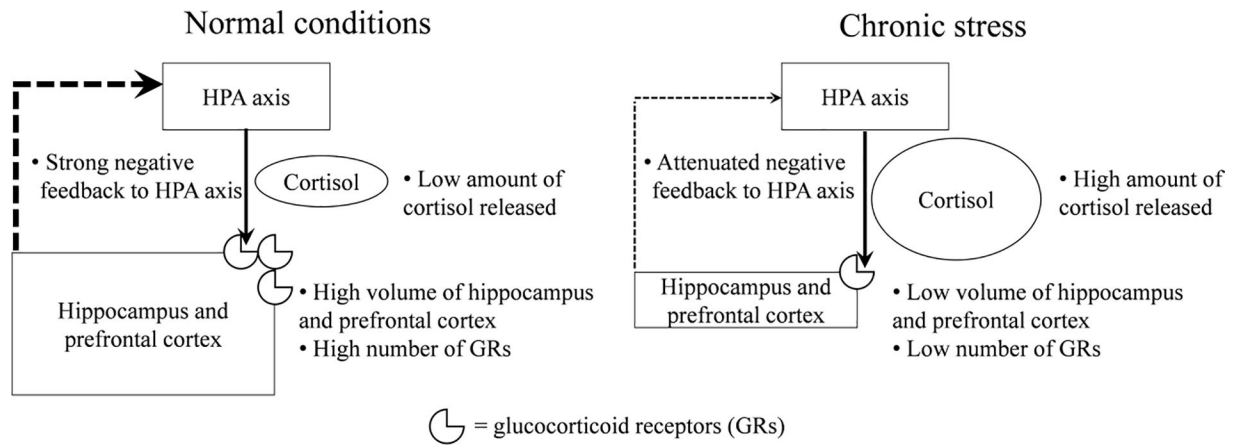 Normal conditions
HPA axis
• Strong negative
feedback to HPA axis
Cortisol
• Low amount of
cortisol released
Hippocampus and
prefrontal cortex
• High volume of hippocampus
and prefrontal cortex
• High number of GRs
Chronic stress
HPA axis
• Attenuated negative
feedback to HPA axis
Cortisol
• High amount of
cortisol released
Hippocampus and
prefrontal cortex
• Low volume of hippocampus
and prefrontal cortex
• Low number of GRs
= glucocorticoid receptors (GRs)